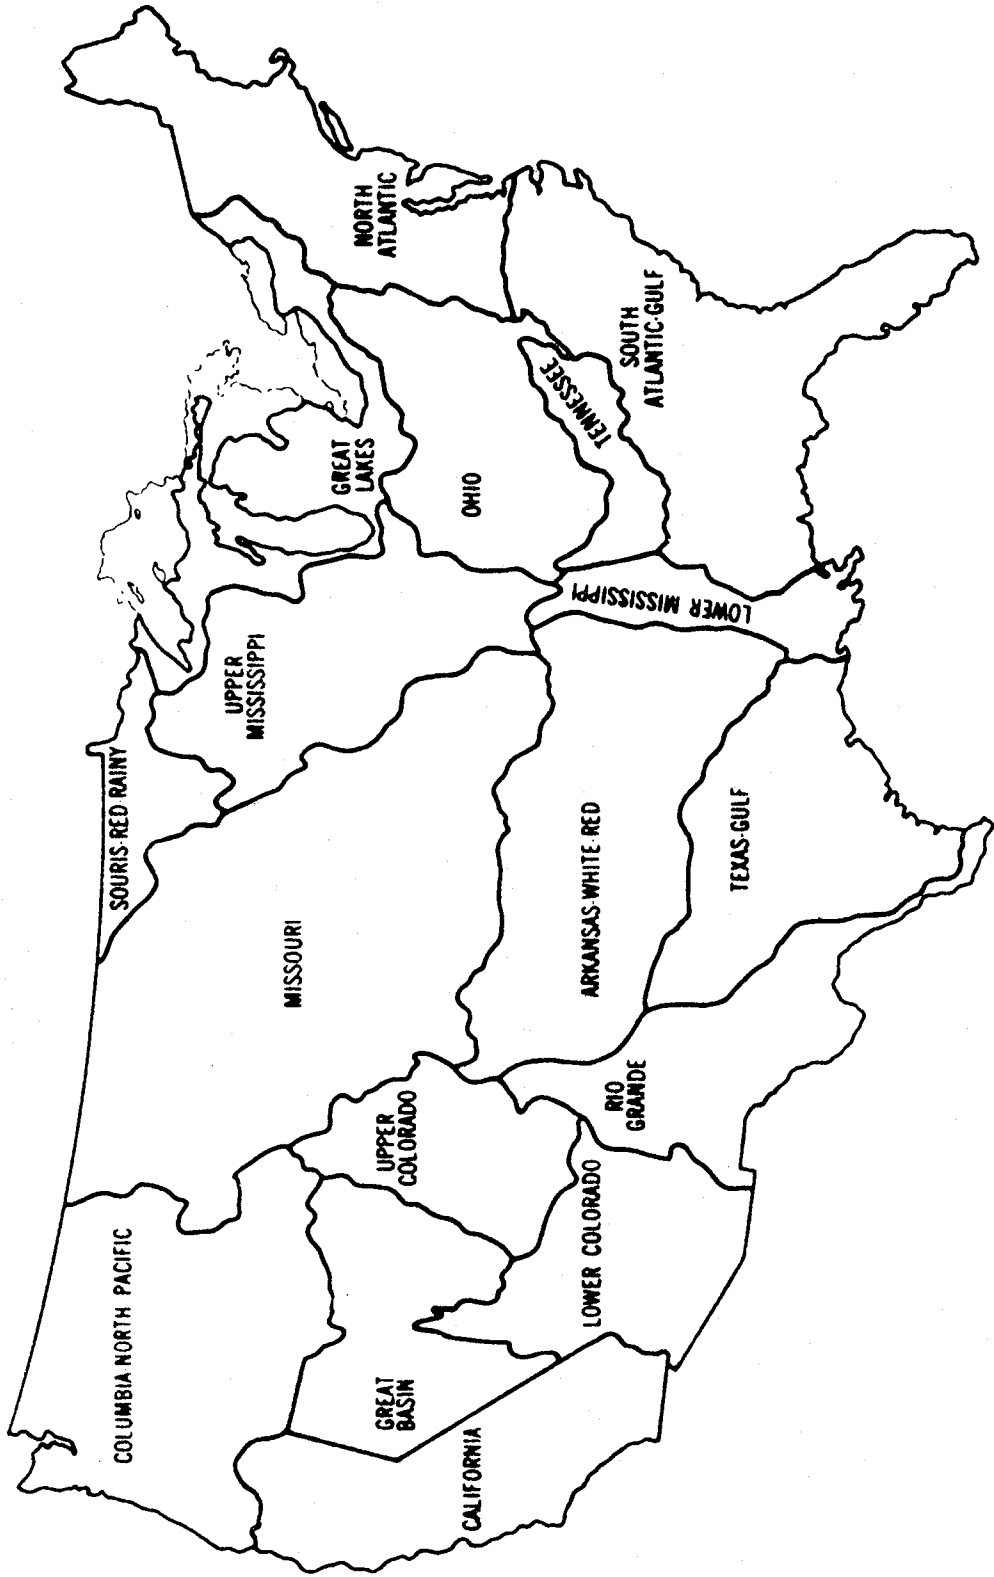 COLUMBIA-NORTH PACIFIC
CALIFORNIA
GREAT
BASIN
LOWER COLORADO
UPPER
COLORADO
RIO
GRANDE
MISSOURI
SOURIS-RED-RAINY
ARKANSAS-WHITE-RED
TEXAS-GULF
UPPER
MISSISSIPPI
LOWER MISSISSIPPI
GREAT
LAKES
OHIO
TENNESSEE
SOUTH
ATLANTIC-GULF
NORTH
ATLANTIC